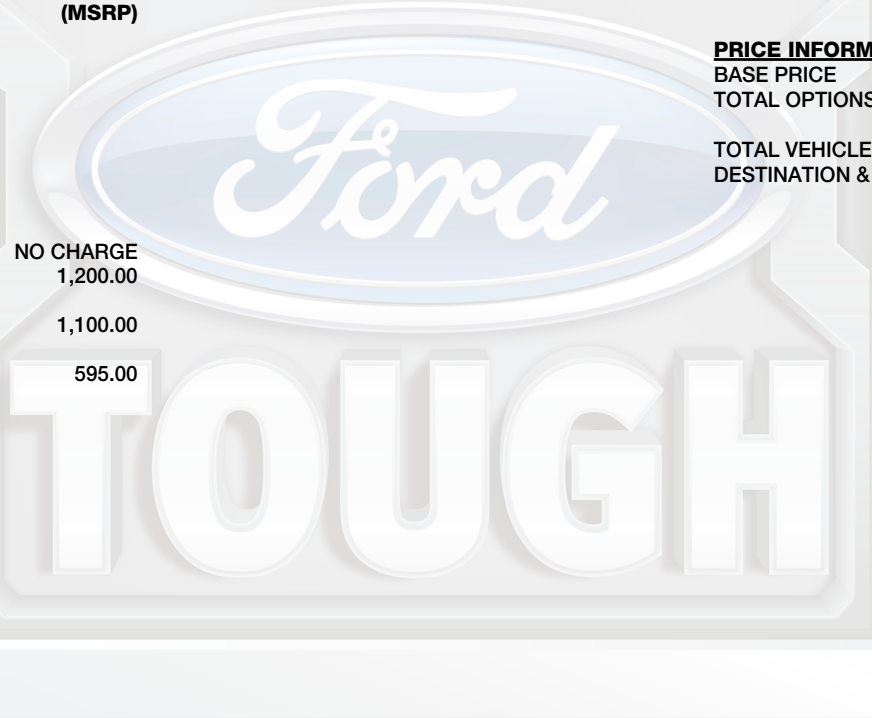 (MSRP)
NO CHARGE
1,200.00
1,100.00
595.00
PRICE INFORM
BASE PRICE
TOTAL OPTIONS
TOTAL VEHICLE
DESTINATION &
Ford
TOUGH